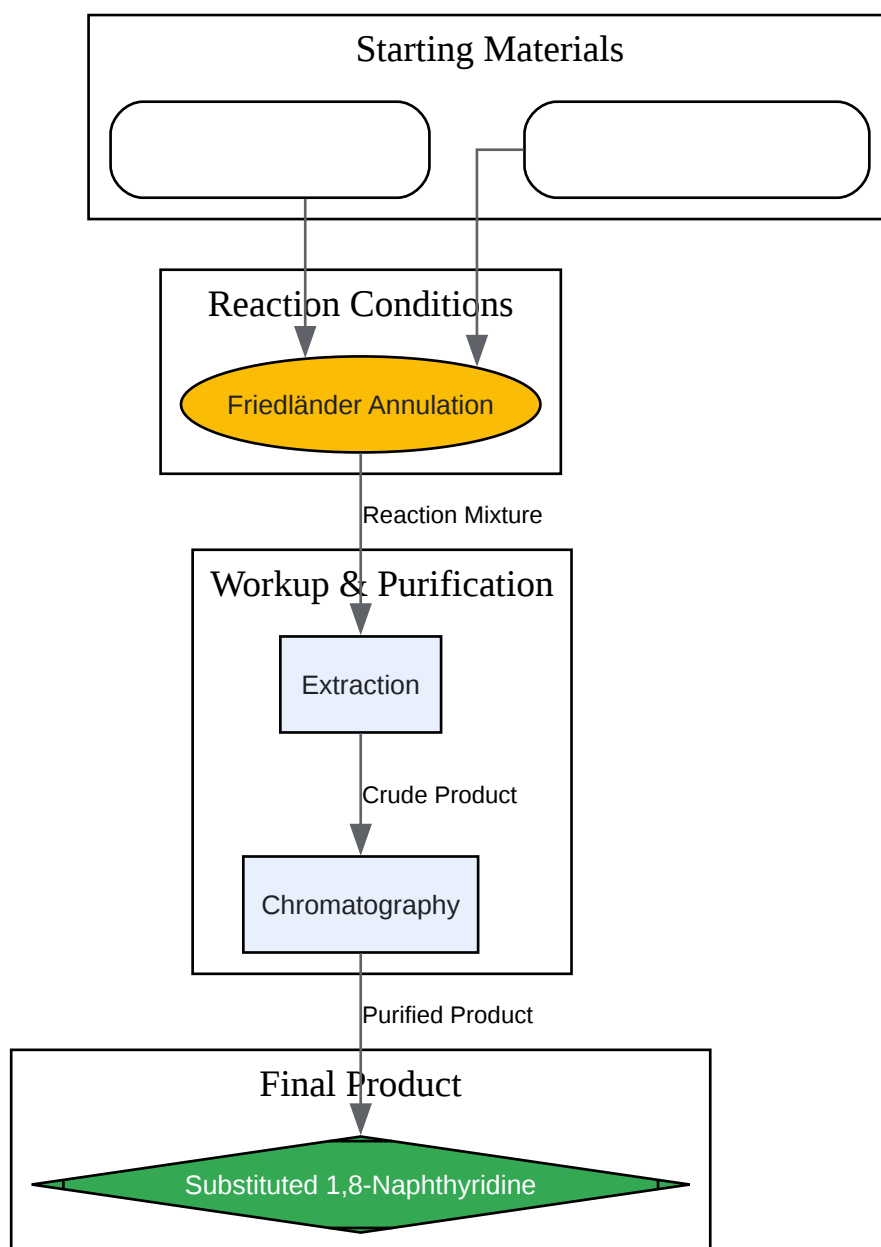 Starting Materials
Reaction Conditions
Friedländer Annulation
Reaction Mixture
Workup & Purification
Extraction
Crude Product
Chromatography
Purified Product
Final Product
Substituted 1,8-Naphthyridine